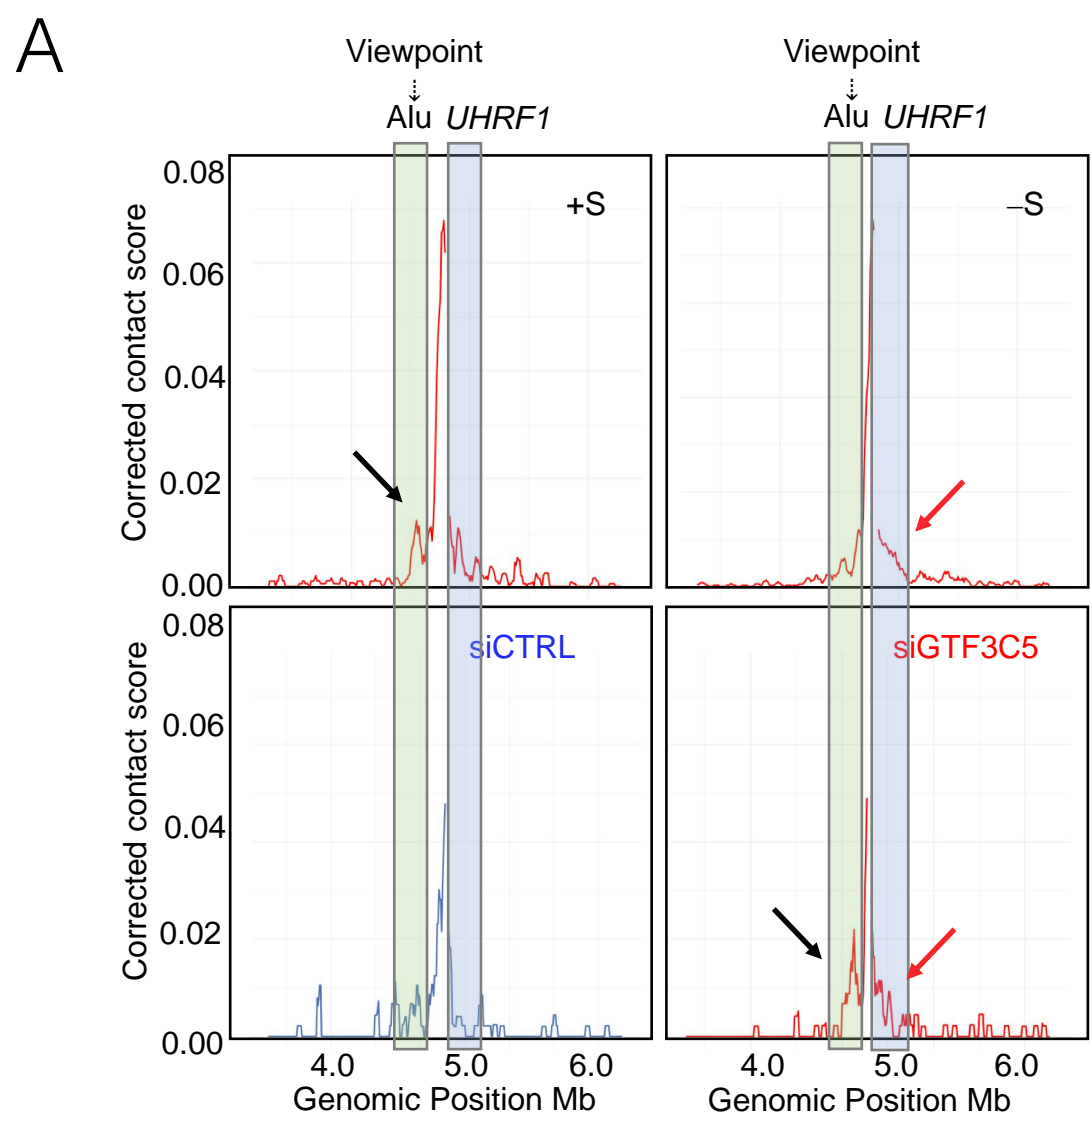 A
Viewpoint
Viewpoint
Alu UHRF1
Alu UHRF1
0.08
0.06
0.04
0.02
0.00
Corrected contact score
+S
–S
0.08
0.06
0.04
0.02
0.00
Corrected contact score
siCTRL
siGTF3C5
4.0 5.0 6.0
4.0 5.0 6.0
Genomic Position Mb
Genomic Position Mb